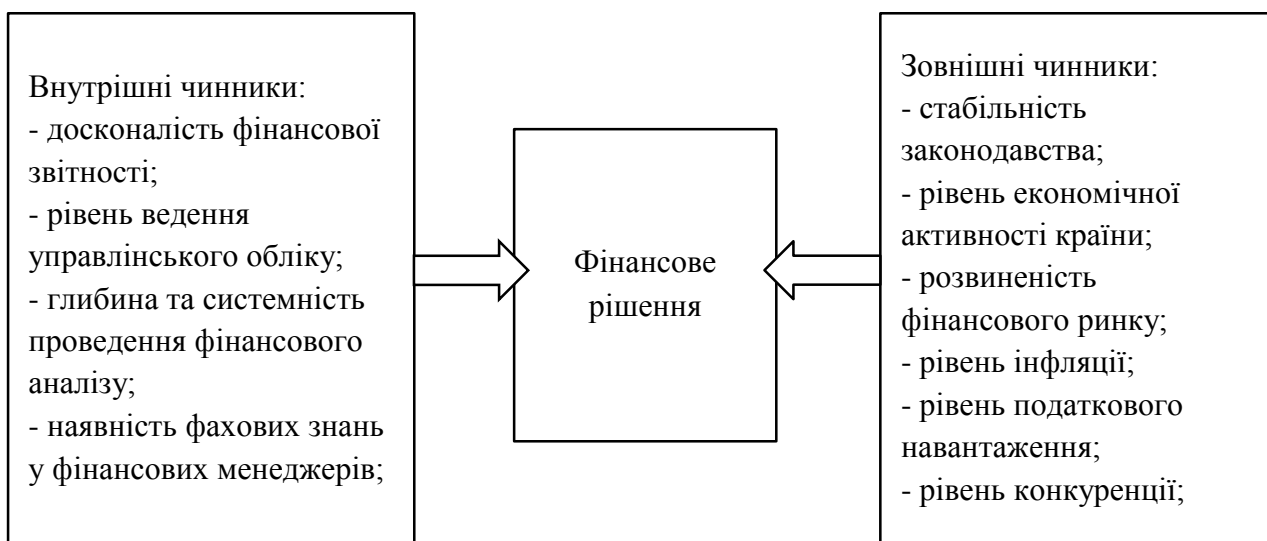 Внутрішні чинники:
- досконалість фінансової
звітності;
- рівень ведення
управлінського обліку;
- глибина та системність
проведення фінансового
аналізу;
- наявність фахових знань
у фінансових менеджерів;
Фінансове
рішення
Зовнішні чинники:
- стабільність
законодавства;
- рівень економічної
активності країни;
- розвиненість
фінансового ринку;
- рівень інфляції;
- рівень податкового
навантаження;
- рівень конкуренції;